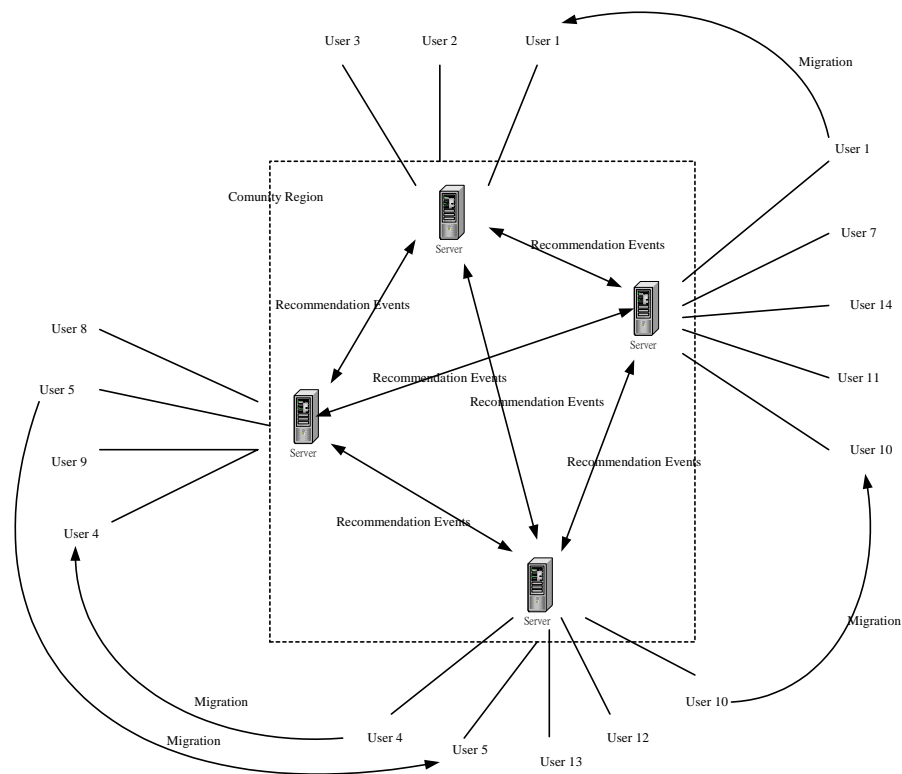 User 3
User 2
User 1
Migration
User 1
Comunity Region
Server
Recommendation Events
User 7
Recommendation Events
User 14
User 8
Server
Recommendation Events
User 11
User 5
Recommendation Events
Server
User 9
Recommendation Events
User 10
User 4
Recommendation Events
Server
Migration
Migration
User 10
Migration
User 4
User 5
User 12
User 13